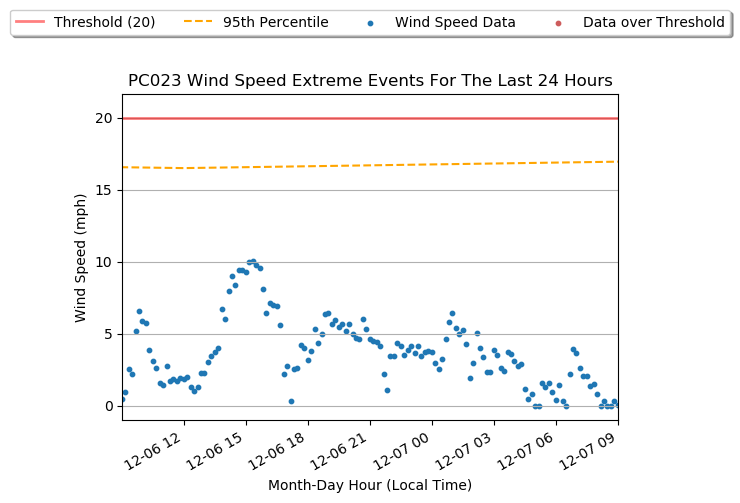 Threshold (20) 95th Percentile Wind Speed Data Data over Threshold
PC023 Wind Speed Extreme Events For The Last 24 Hours
20
15
10
5
0
Wind Speed (mph)
12-06 12 12-06 15 12-06 18 12-06 21 12-07 00 12-07 03 12-07 06 12-07 09
Month-Day Hour (Local Time)